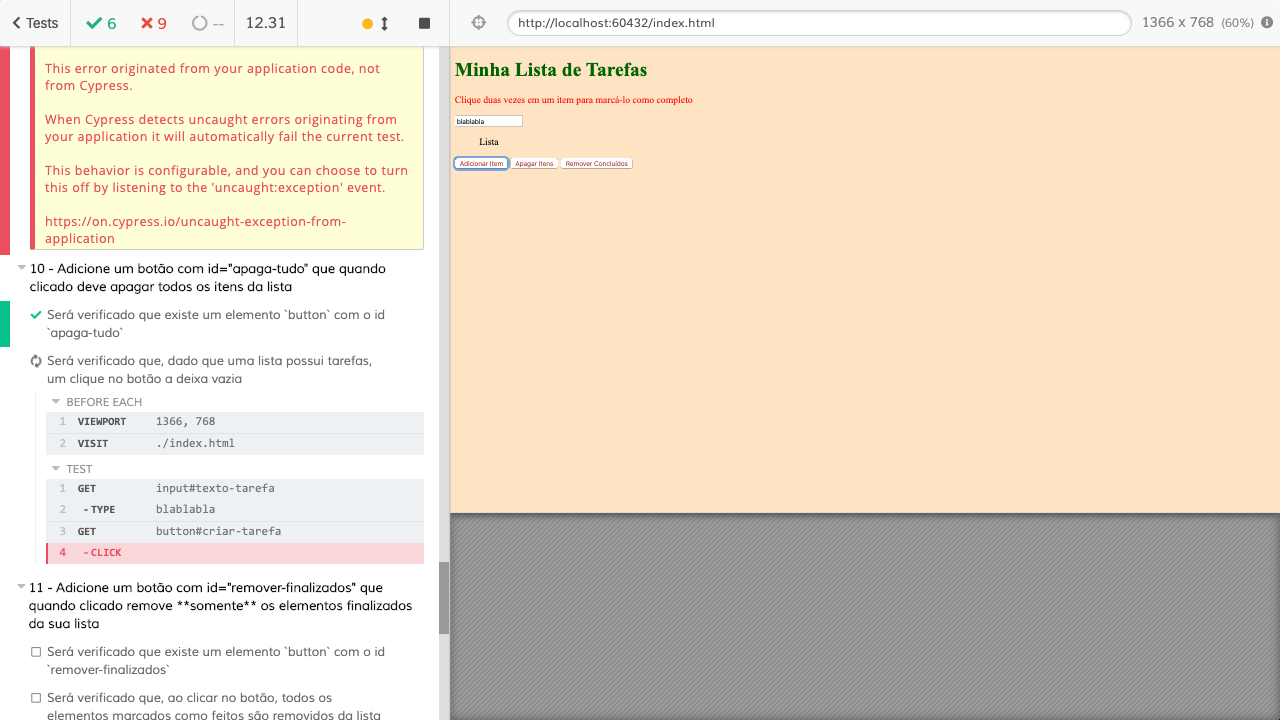 Tests
6
9
--
12.31
http://localhost:60432/index.html
1366 x 768 (60%)
This error originated from your application code, not
from Cypress.
When Cypress detects uncaught errors originating from
your application it will automatically fail the current test.
This behavior is configurable, and you can choose to turn
this off by listening to the 'uncaught:exception' event.
https://on.cypress.io/uncaught-exception-from-
application
10 - Adicione um botão com id="apaga-tudo" que quando
clicado deve apagar todos os itens da lista
Será verificado que existe um elemento `button` com o id
`apaga-tudo`
Será verificado que, dado que uma lista possui tarefas,
um clique no botão a deixa vazia
BEFORE EACH
1 VIEWPORT 1366, 768
2 VISIT ./index.html
TEST
1 GET input#texto-tarefa
2 -TYPE blablabla
3 GET button#criar-tarefa
4 -CLICK
11 - Adicione um botão com id="remover-finalizados" que
quando clicado remove **somente** os elementos finalizados
da sua lista
Será verificado que existe um elemento `button` com o id
`remover-finalizados`
Será verificado que, ao clicar no botão, todos os
elementos marcados como feitos são removidos da lista
Minha Lista de Tarefas
Clique duas vezes em um item para marcá-lo como completo
blablabla
Lista
Adicionar Item Apagar Itens Remover Concluídos